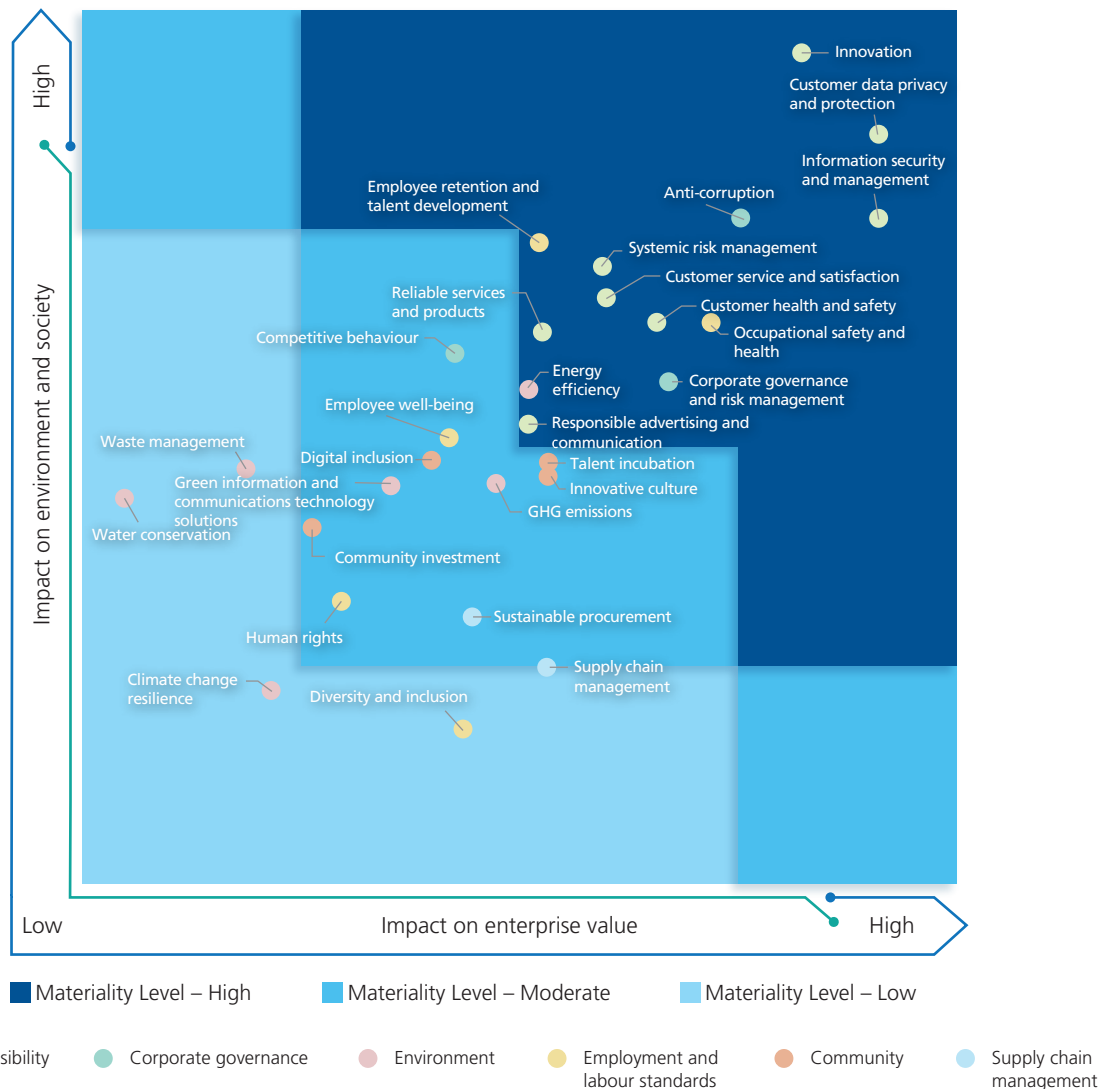 High
Impact on environment and society
Innovation
Customer data privacy
and protection
Information security
and management
Employee retention and
talent development
Anti-corruption
Systemic risk management
Customer service and satisfaction
Reliable services
and products
Customer health and safety
Competitive behaviour
Occupational safety and
health
Energy
efficiency
Corporate governance
and risk management
Employee well-being
Responsible advertising and
communication
Waste management
Digital inclusion
Talent incubation
Green information and
communications technology
solutions
Innovative culture
GHG emissions
Water conservation
Community investment
Sustainable procurement
Human rights
Supply chain
management
Climate change
resilience
Diversity and inclusion
Low
Impact on enterprise value
High
Materiality Level – High
Materiality Level – Moderate
Materiality Level – Low
sibility
Corporate governance
Environment
Employment and
labour standards
Community
Supply chain
management